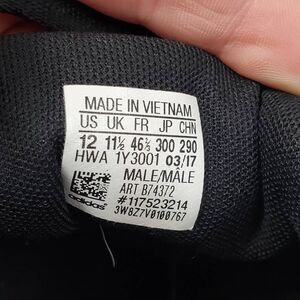 MADE IN VIETNAM
US UK FR JP CHN
12 11½ 46⅔ 300 290
HWA 1Y3001 03/17
MALE/MÂLE
ART B74372
#117523214
3W8Z7V0100767
adidas